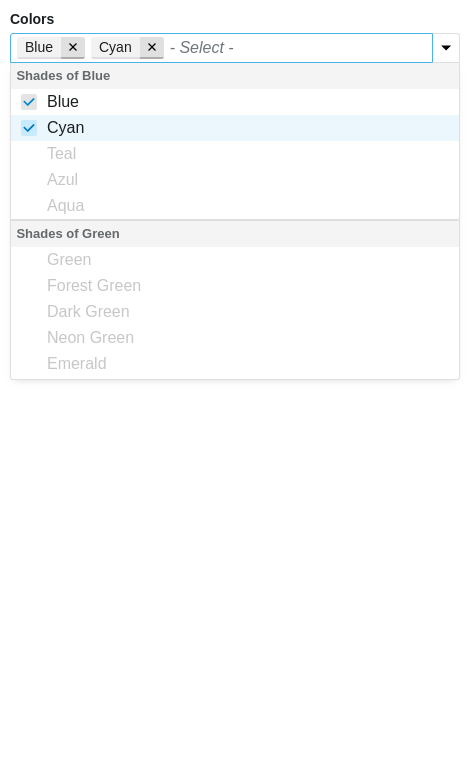 Colors
Blue ✕ Cyan ✕ - Select -
Shades of Blue
Blue
Cyan
Teal
Azul
Aqua
Shades of Green
Green
Forest Green
Dark Green
Neon Green
Emerald